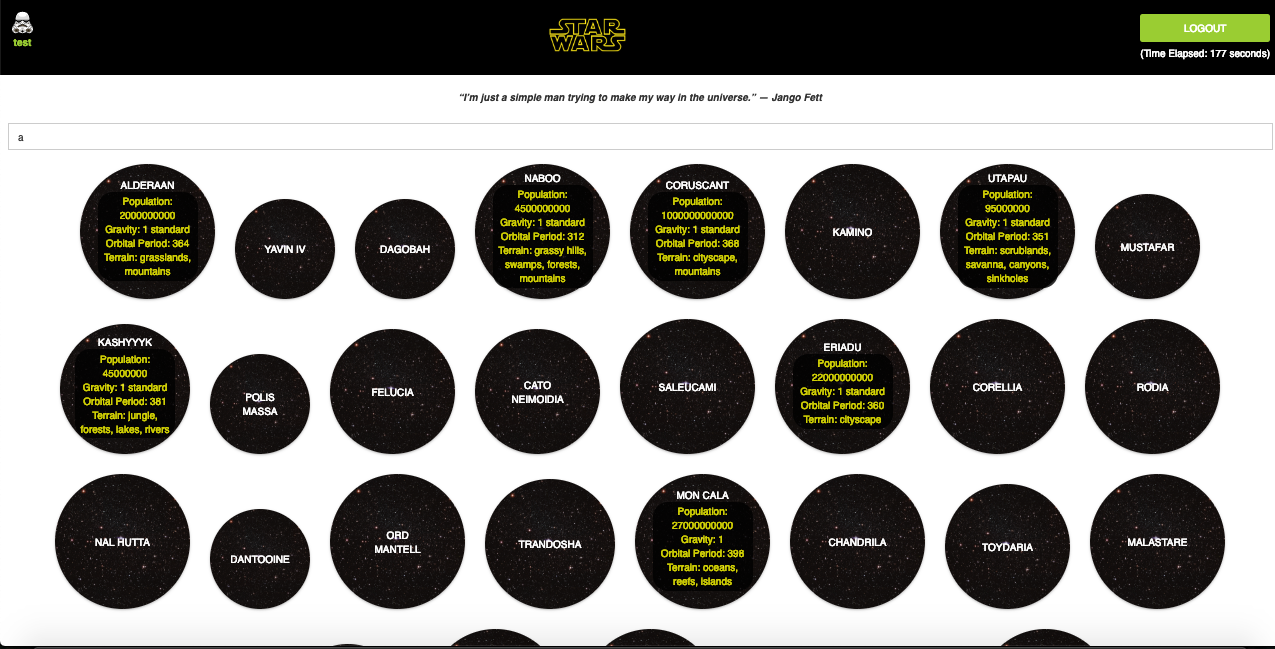 test
STAR
WARS
LOGOUT
(Time Elapsed: 177 seconds)
“I'm just a simple man trying to make my way in the universe.” — Jango Fett
a
ALDERAAN
Population:
2000000000
Gravity: 1 standard
Orbital Period: 364
Terrain: grasslands,
mountains
YAVIN IV
DAGOBAH
NABOO
Population:
4500000000
Gravity: 1 standard
Orbital Period: 312
Terrain: grassy hills,
swamps, forests,
mountains
CORUSCANT
Population:
1000000000000
Gravity: 1 standard
Orbital Period: 368
Terrain: cityscape,
mountains
KAMINO
UTAPAU
Population:
95000000
Gravity: 1 standard
Orbital Period: 351
Terrain: scrublands,
savanna, canyons,
sinkholes
MUSTAFAR
KASHYYYK
Population:
45000000
Gravity: 1 standard
Orbital Period: 381
Terrain: jungle,
forests, lakes, rivers
POLIS
MASSA
FELUCIA
CATO
NEIMOIDIA
SALEUCAMI
ERIADU
Population:
22000000000
Gravity: 1 standard
Orbital Period: 360
Terrain: cityscape
CORELLIA
RODIA
NAL HUTTA
DANTOOINE
ORD
MANTELL
TRANDOSHA
MON CALA
Population:
27000000000
Gravity: 1
Orbital Period: 398
Terrain: oceans,
reefs, islands
CHANDRILA
TOYDARIA
MALASTARE